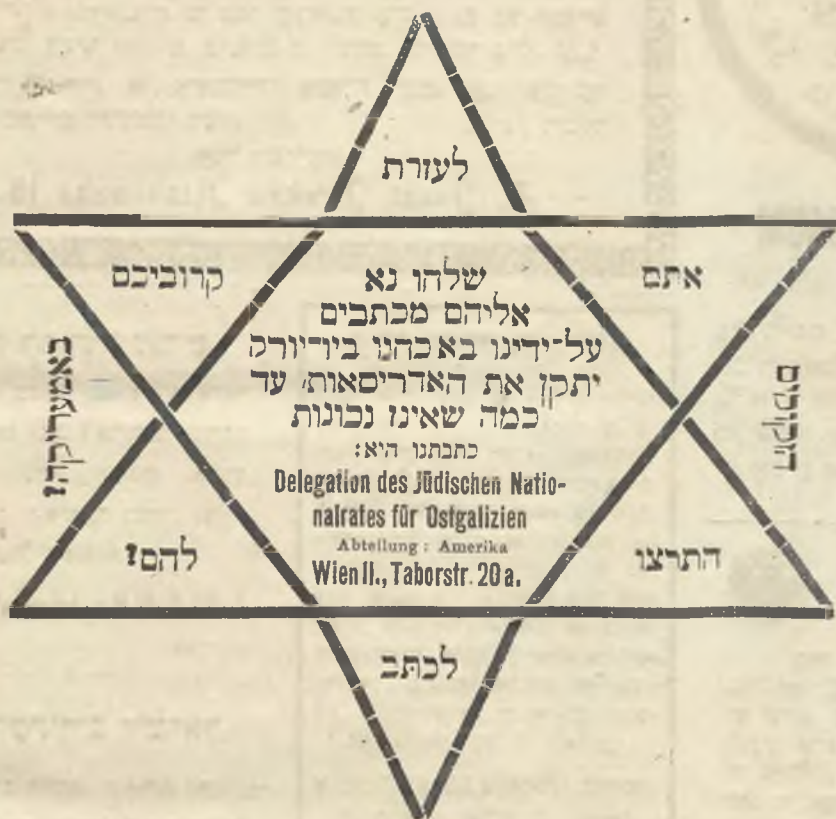 הזקוקים
אתם
לעזרת
קרוביכם
באמעריקה?
שלחו נא
אליהם מכתבים
על־ידינו בא כחנו ביו־יורק
יתקן את האדריסאות, עד
כמה שאינן נכונות
כתבתנו היא:
Delegation des Jüdischen Natio-
nalrates für Ostgalizien
Abteilung : Amerika
Wien II., Taborstr. 20a.
התרצו
לכתב
להם?